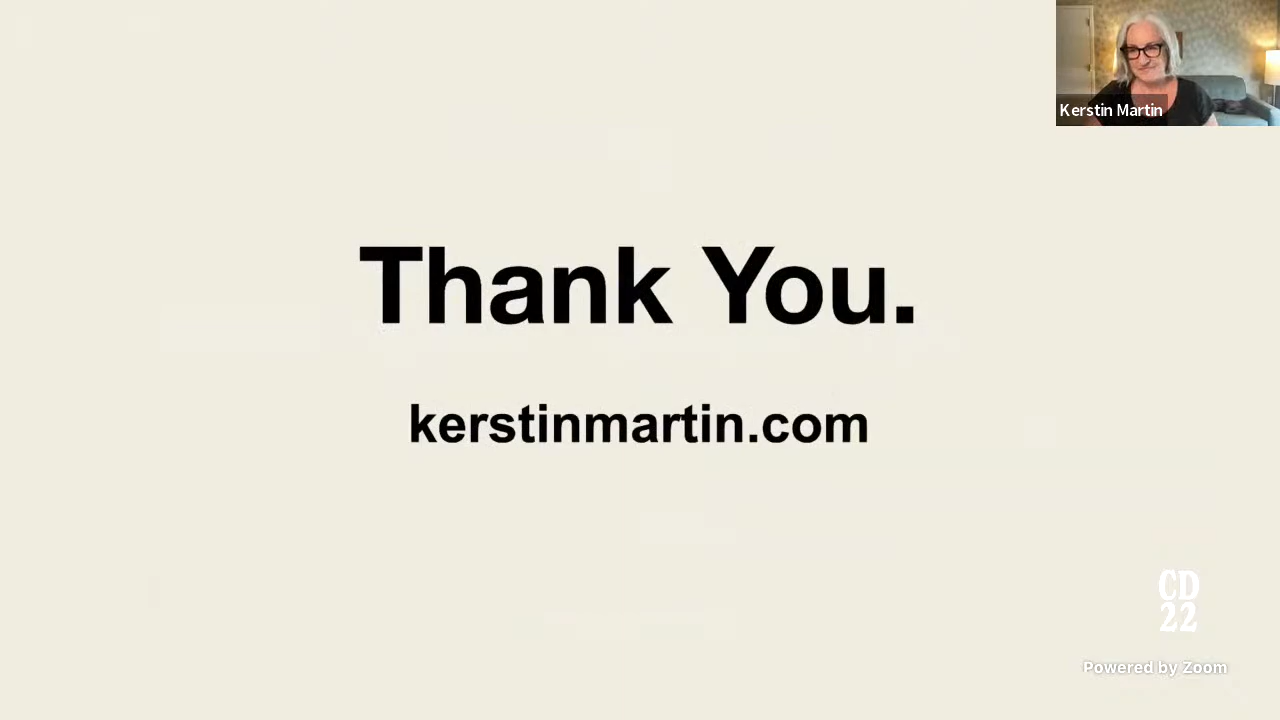 Kerstin Martin
Thank You.
kerstinmartin.com
CD
22
Powered by Zoom